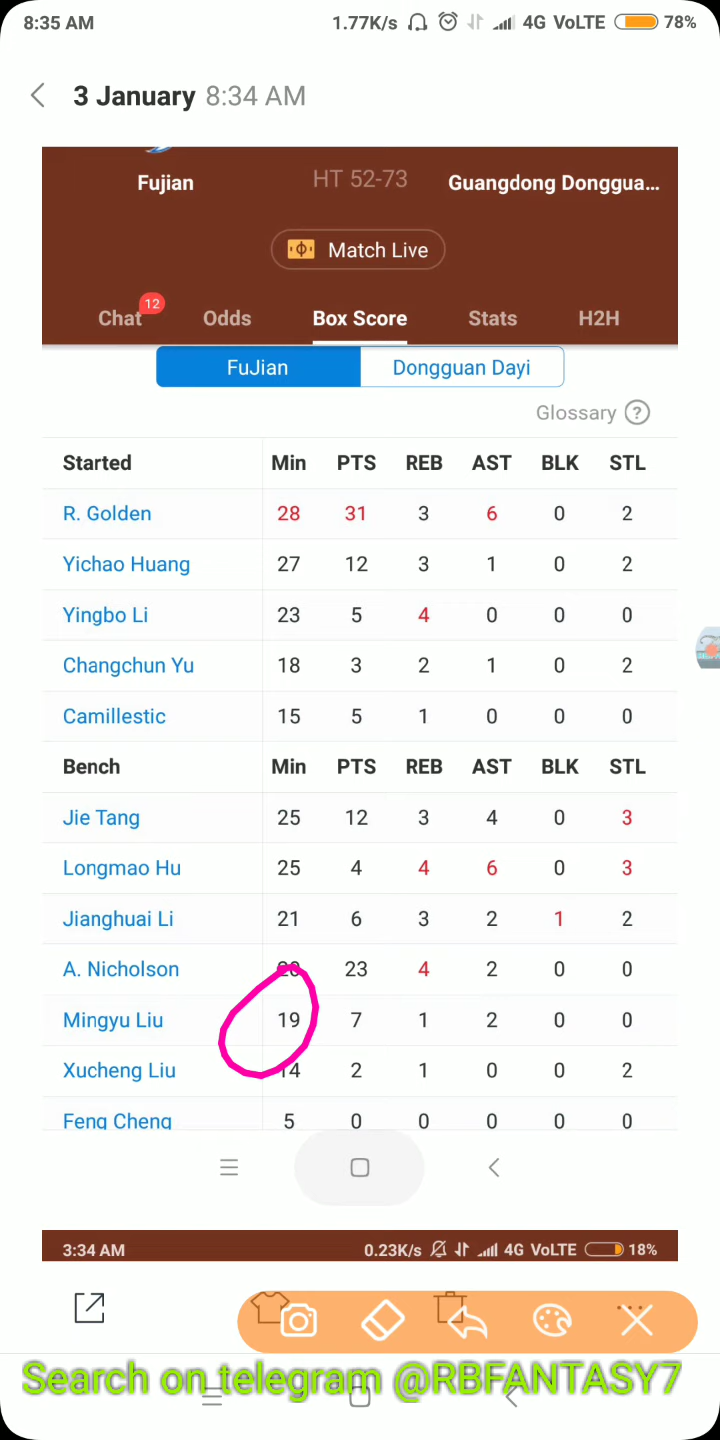 8:35 AM 1.77K/s 4G VoLTE 78%
3 January 8:34 AM
Fujian HT 52-73 Guangdong Donggua...
Match Live
Chat 12 Odds Box Score Stats H2H
FuJian Dongguan Dayi
Glossary ?
Started Min PTS REB AST BLK STL
R. Golden 28 31 3 6 0 2
Yichao Huang 27 12 3 1 0 2
Yingbo Li 23 5 4 0 0 0
Changchun Yu 18 3 2 1 0 2
Camillestic 15 5 1 0 0 0
Bench Min PTS REB AST BLK STL
Jie Tang 25 12 3 4 0 3
Longmao Hu 25 4 4 6 0 3
Jianghuai Li 21 6 3 2 1 2
A. Nicholson 23 4 2 0 0
Mingyu Liu 19 7 1 2 0 0
Xucheng Liu 14 2 1 0 0 2
Feng Cheng 5 0 0 0 0 0
3:34 AM 0.23K/s 4G VoLTE 18%
Search on telegram @RBFANTASY7